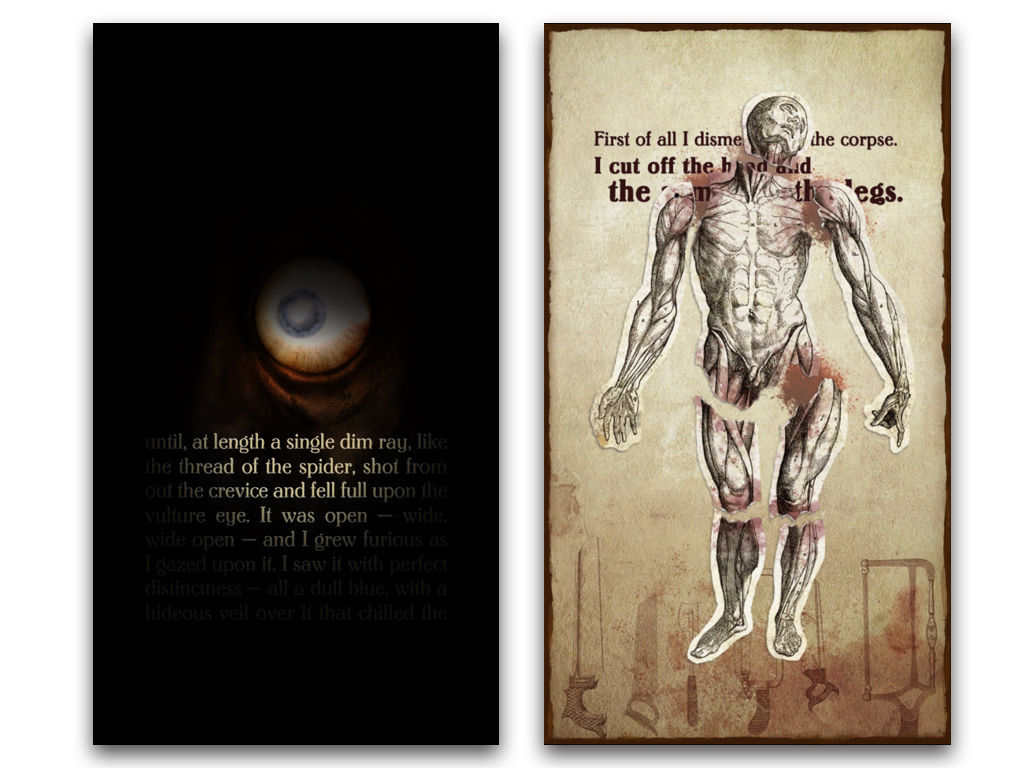 until, at length a single dim ray, like
the thread of the spider, shot from
out the crevice and fell full upon the
vulture eye. It was open — wide,
wide open — and I grew furious as
I gazed upon it. I saw it with perfect
distinctness — all a dull blue, with a
hideous veil over it that chilled the
First of all I disme the corpse.
I cut off the head and
the the legs.